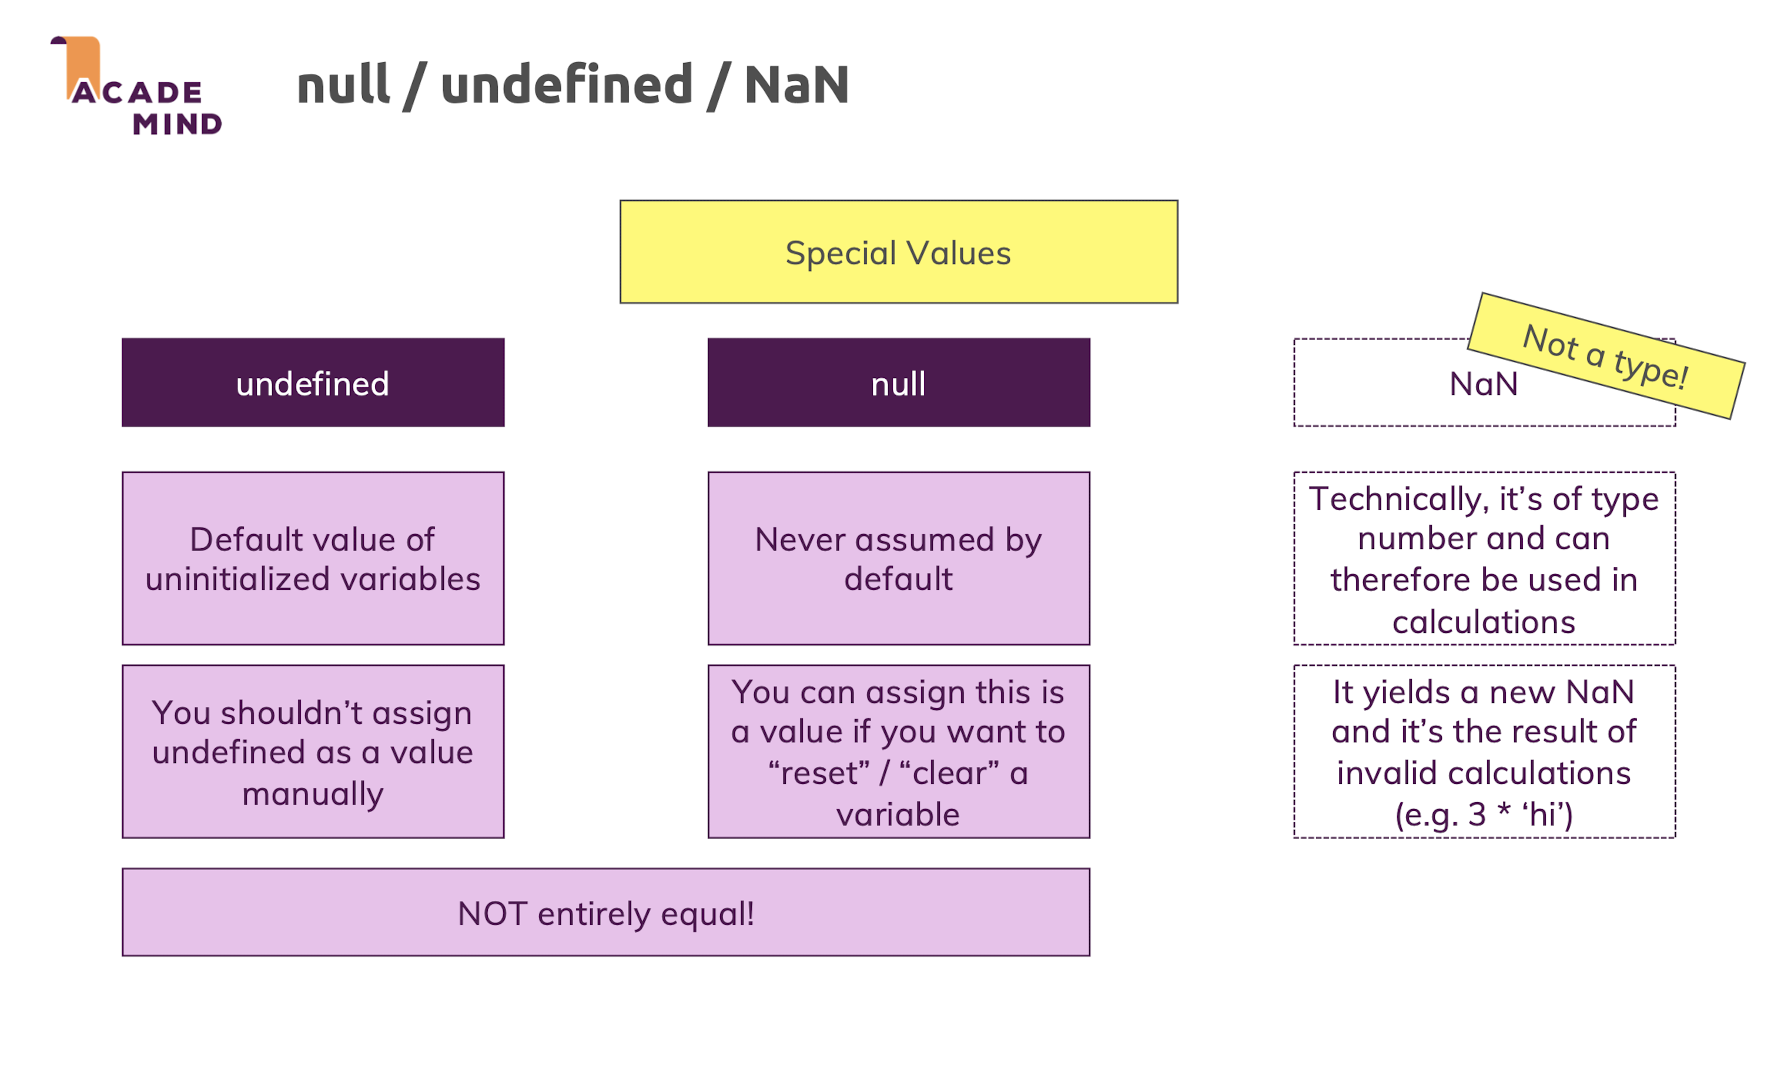 ACADE
MIND
null / undefined / NaN
Special Values
undefined
null
NaN
Not a type!
Default value of
uninitialized variables
Never assumed by
default
Technically, it’s of type
number and can
therefore be used in
calculations
You shouldn’t assign
undefined as a value
manually
You can assign this is
a value if you want to
“reset” / “clear” a
variable
It yields a new NaN
and it’s the result of
invalid calculations
(e.g. 3 * ‘hi’)
NOT entirely equal!